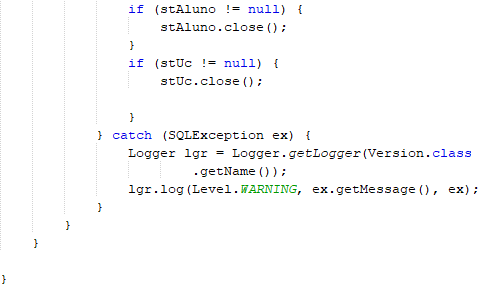 if (stAluno != null) {
stAluno.close();
}
if (stUc != null) {
stUc.close();
}
} catch (SQLException ex) {
Logger lgr = Logger.getLogger(Version.class
.getName());
lgr.log(Level.WARNING, ex.getMessage(), ex);
}
}
}
}